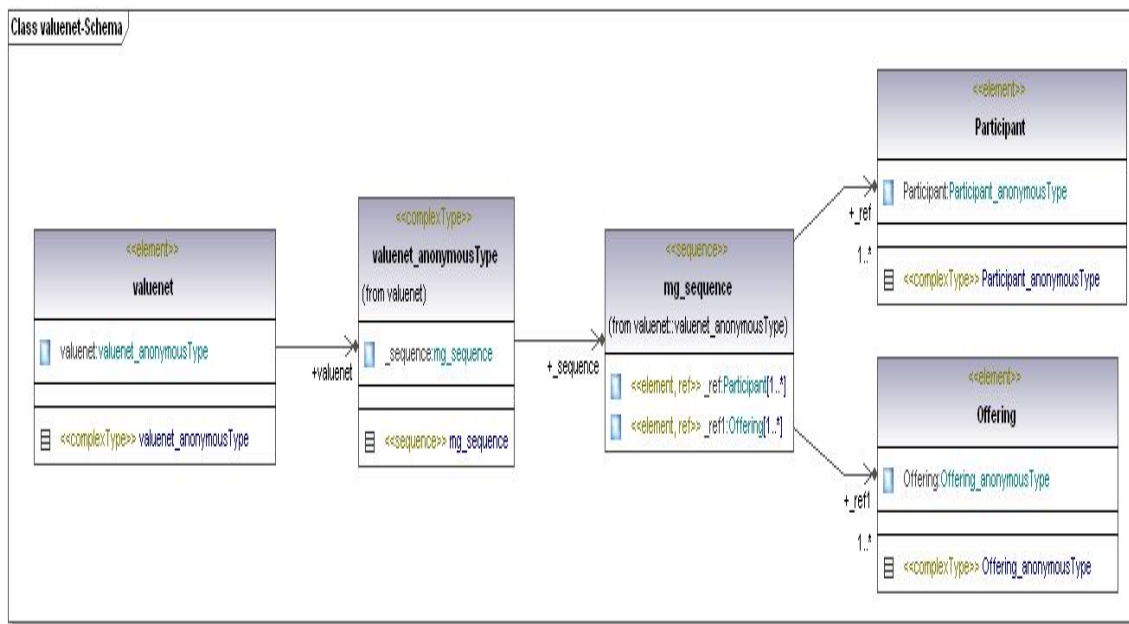 Class valuenet-Schema
<<element>>
valuenet
valuenet:valuenet_anonymousType
<<complexType>> valuenet_anonymousType
+valuenet
<<complexType>>
valuenet_anonymousType
(from valuenet)
_sequence:mg_sequence
<<sequence>> mg_sequence
+_sequence
<<sequence>>
mg_sequence
(from valuenet::valuenet_anonymousType)
<<element, ref>> _ref:Participant[1..*]
<<element, ref>> _ref1:Offering[1..*]
+_ref
1..*
<<element>>
Participant
Participant:Participant_anonymousType
<<complexType>> Participant_anonymousType
+_ref1
1..*
<<element>>
Offering
Offering:Offering_anonymousType
<<complexType>> Offering_anonymousType